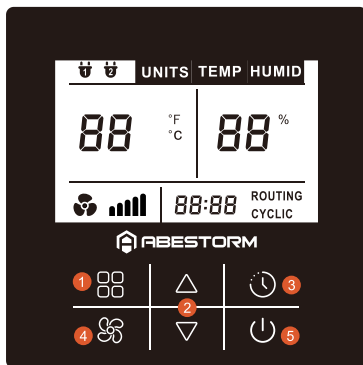 1 2 UNITS TEMP HUMID
88 °F 88 %
°C
88:88 ROUTING
CYCLIC
ABESTORM
1 2 3
4 5